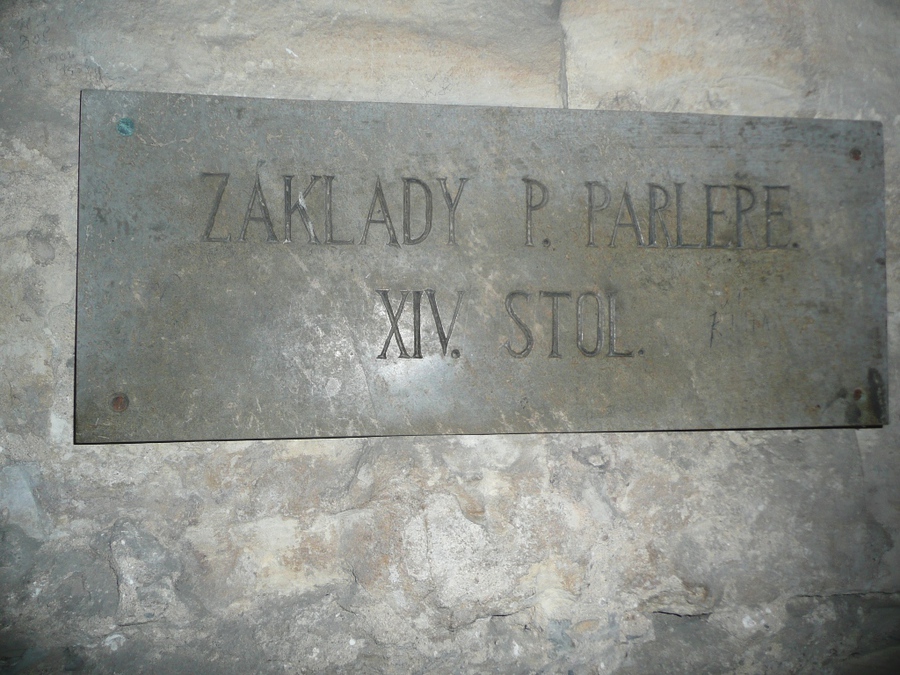 ZÁKLADY P. PARLÉŘE.
XIV. STOL.